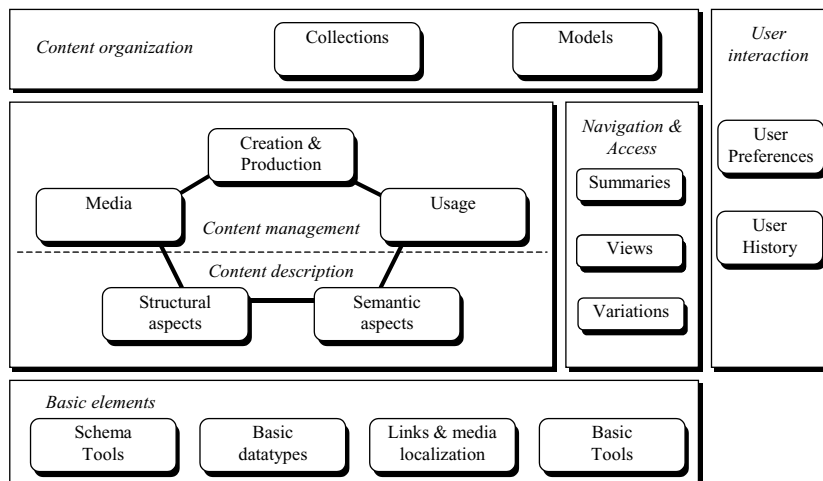 Content organization
Collections
Models
User
interaction
User
Preferences
User
History
Creation &
Production
Media
Usage
Content management
Content description
Structural
aspects
Semantic
aspects
Navigation &
Access
Summaries
Views
Variations
Basic elements
Schema
Tools
Basic
datatypes
Links & media
localization
Basic
Tools